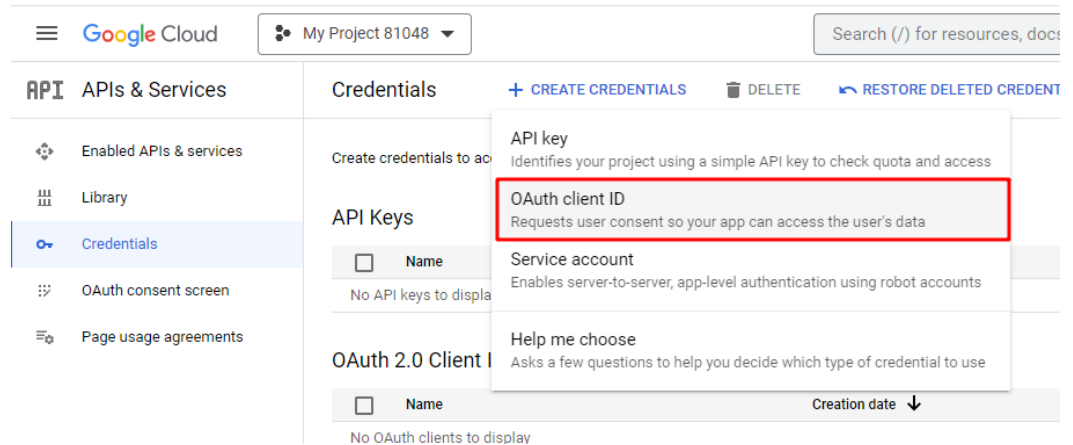 Google Cloud
My Project 81048
Search (/) for resources, docs
API APIs & Services
Credentials
+ CREATE CREDENTIALS
DELETE
RESTORE DELETED CREDENT
Enabled APIs & services
Library
Credentials
OAuth consent screen
Page usage agreements
Create credentials to ac
API key
Identifies your project using a simple API key to check quota and access
OAuth client ID
Requests user consent so your app can access the user's data
Service account
Enables server-to-server, app-level authentication using robot accounts
Help me choose
Asks a few questions to help you decide which type of credential to use
API Keys
Name
No API keys to displa
OAuth 2.0 Client I
Name
Creation date
No OAuth clients to display